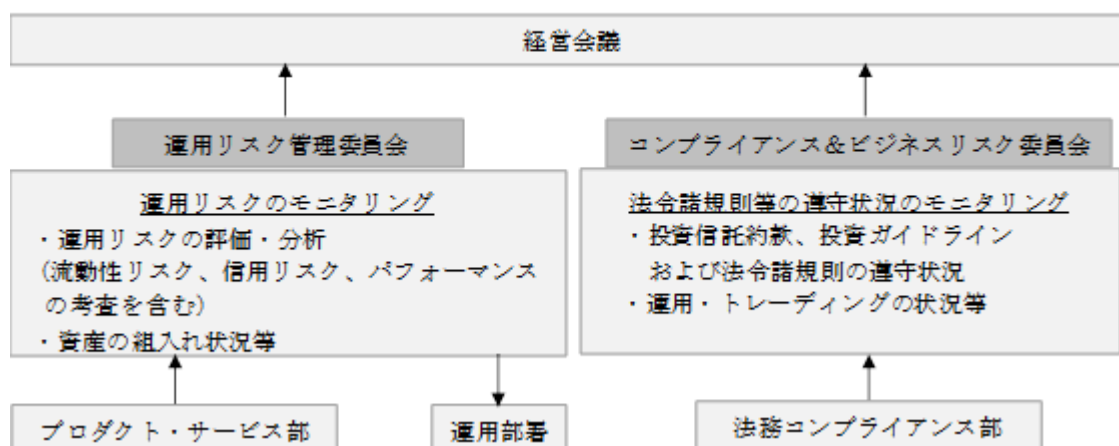 経営会議
運用リスク管理委員会
運用リスクのモニタリング
・運用リスクの評価・分析
(流動性リスク、信用リスク、パフォーマンス
の考査を含む)
・資産の組入れ状況等
プロダクト・サービス部
運用部署
コンプライアンス&ビジネスリスク委員会
法令諸規則等の遵守状況のモニタリング
・投資信託約款、投資ガイドライン
および法令諸規則の遵守状況
・運用・トレーディングの状況等
法務コンプライアンス部